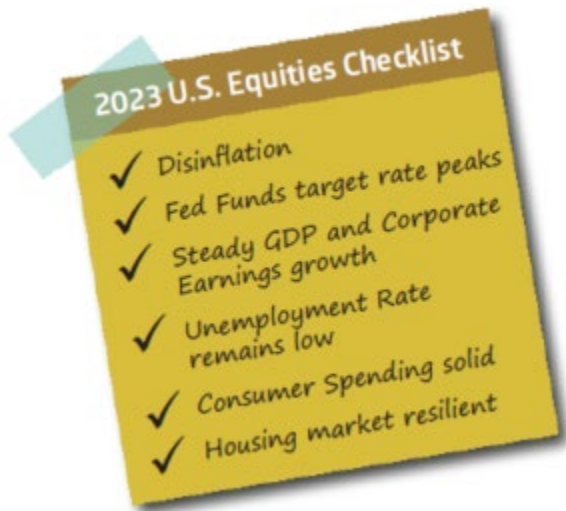 2023 U.S. Equities Checklist
✓ Disinflation
✓ Fed Funds target rate peaks
✓ Steady GDP and Corporate
Earnings growth
✓ Unemployment Rate
remains low
✓ Consumer Spending solid
✓ Housing market resilient